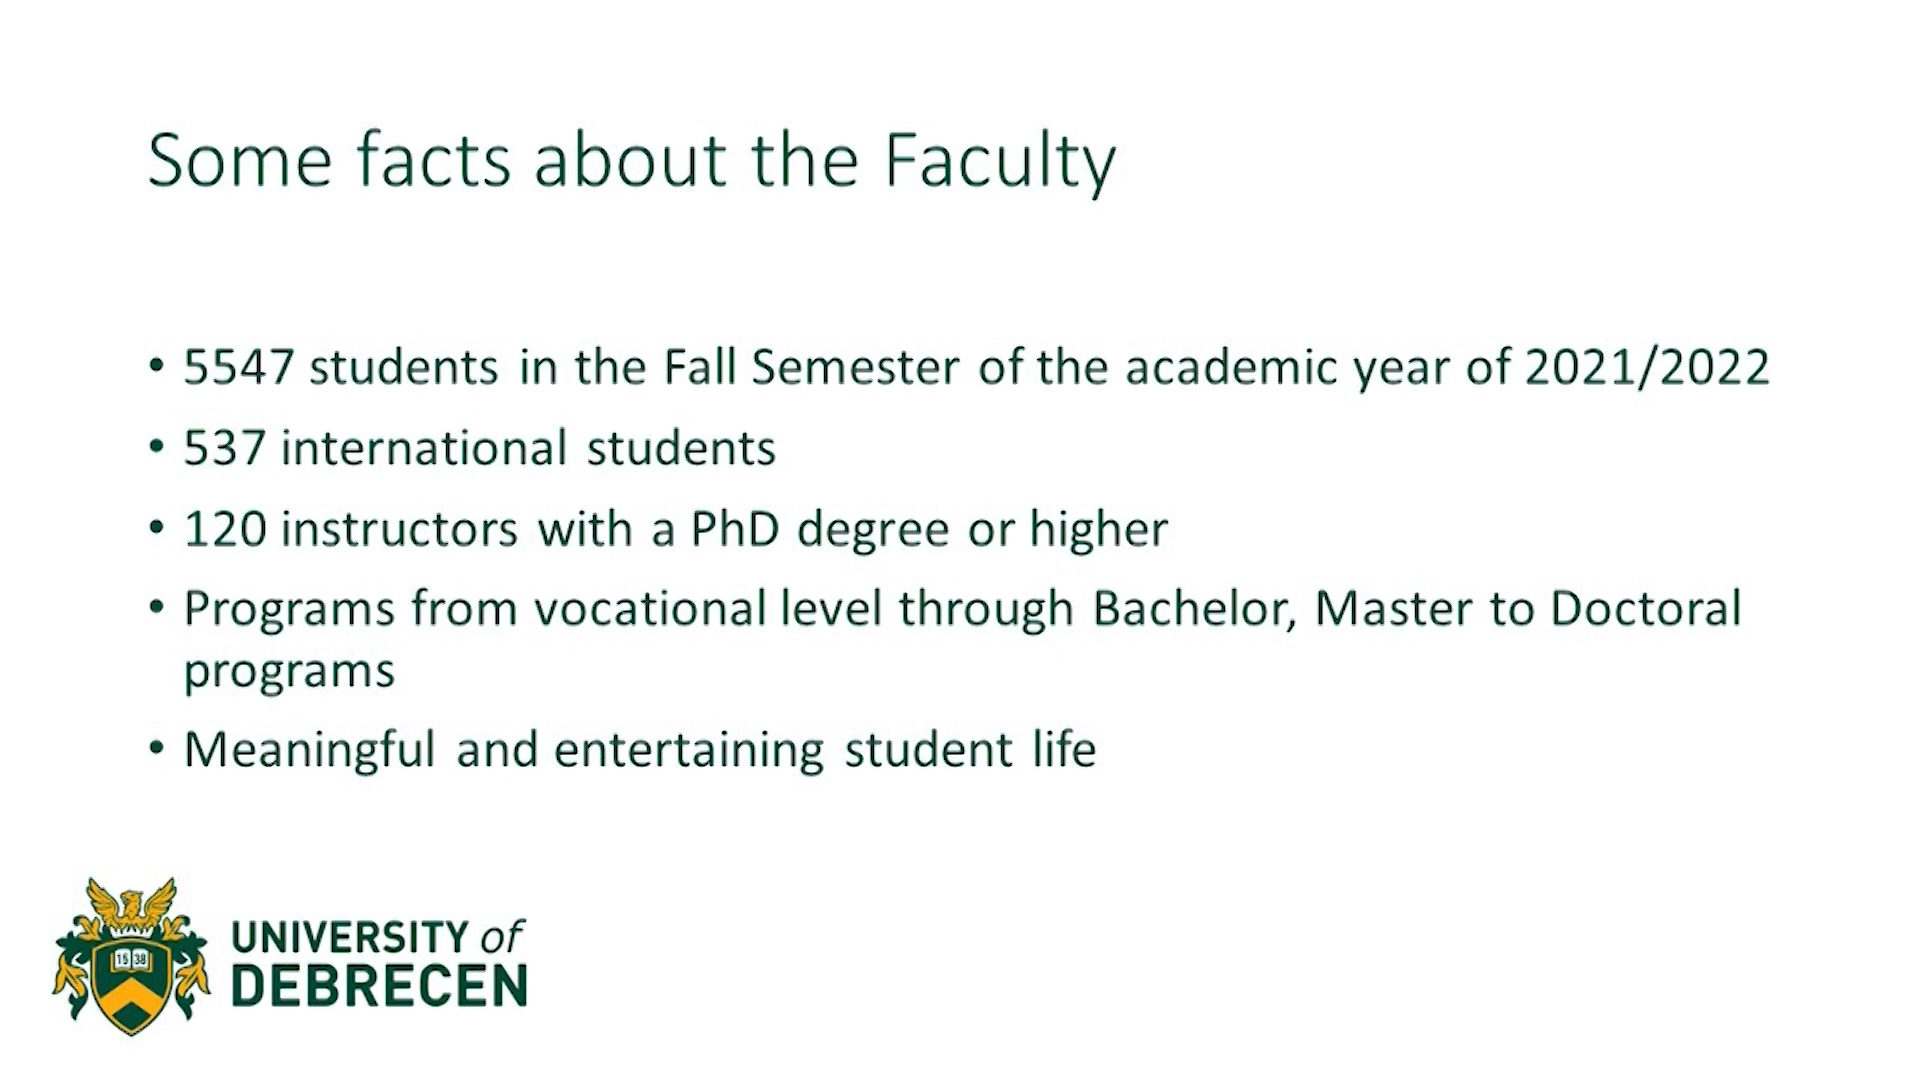 Some facts about the Faculty
• 5547 students in the Fall Semester of the academic year of 2021/2022
• 537 international students
• 120 instructors with a PhD degree or higher
• Programs from vocational level through Bachelor, Master to Doctoral
programs
• Meaningful and entertaining student life
15 38
UNIVERSITY of
DEBRECEN